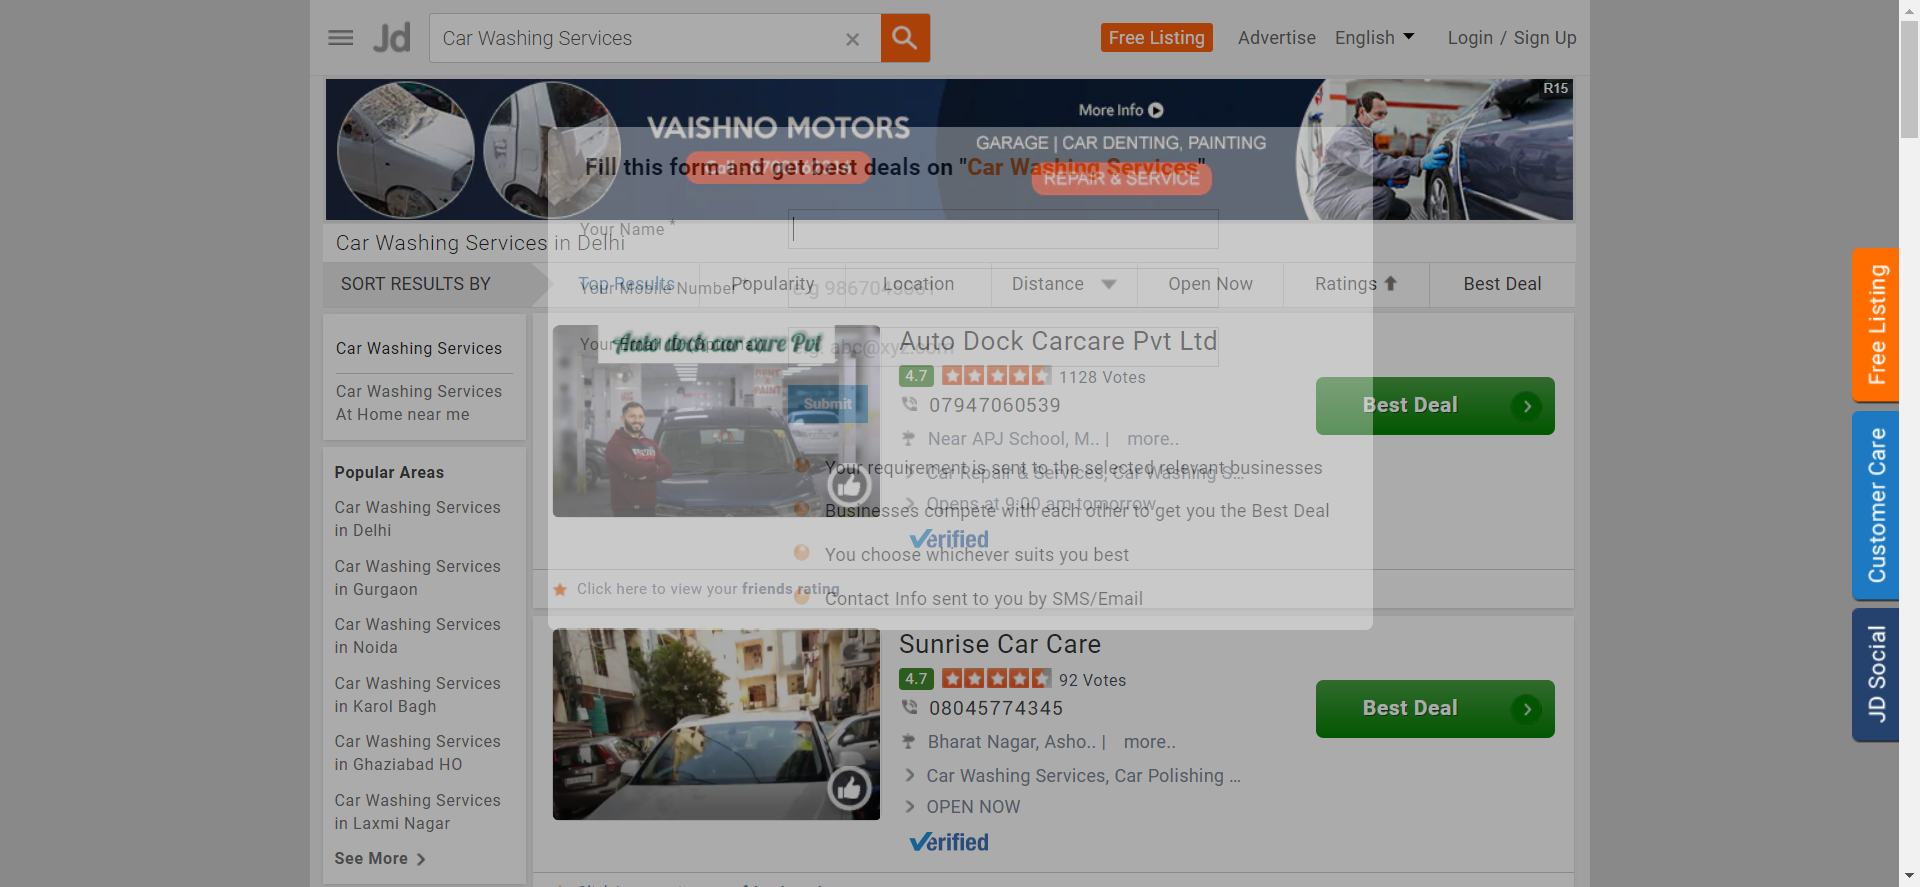 Jd
Car Washing Services
Free Listing
Advertise
English
Login / Sign Up
R15
VAISHNO MOTORS
More Info
GARAGE | CAR DENTING, PAINTING
REPAIR & SERVICE
Fill this form and get best deals on "Car Washing Services"
Your Name *
Car Washing Services in Delhi
SORT RESULTS BY
Top Results
Popularity
Location
Distance
Open Now
Ratings
Best Deal
Your Mobile Number *
Car Washing Services
Car Washing Services
At Home near me
Popular Areas
Car Washing Services
in Delhi
Car Washing Services
in Gurgaon
Car Washing Services
in Noida
Car Washing Services
in Karol Bagh
Car Washing Services
in Ghaziabad HO
Car Washing Services
in Laxmi Nagar
See More
Auto dock car care Pvt
Auto Dock Carcare Pvt Ltd
4.7
1128 Votes
07947060539
Near APJ School, M.. | more..
Car Repair & Services, Car Washing S...
Opens at 9:00 am tomorrow
Verified
Best Deal
Submit
Your requirement is sent to the selected relevant businesses
Businesses compete with each other to get you the Best Deal
You choose whichever suits you best
Contact Info sent to you by SMS/Email
Click here to view your friends rating
Sunrise Car Care
4.7
92 Votes
08045774345
Bharat Nagar, Asho.. | more..
Car Washing Services, Car Polishing ...
OPEN NOW
Verified
Best Deal
Free Listing
Customer Care
JD Social